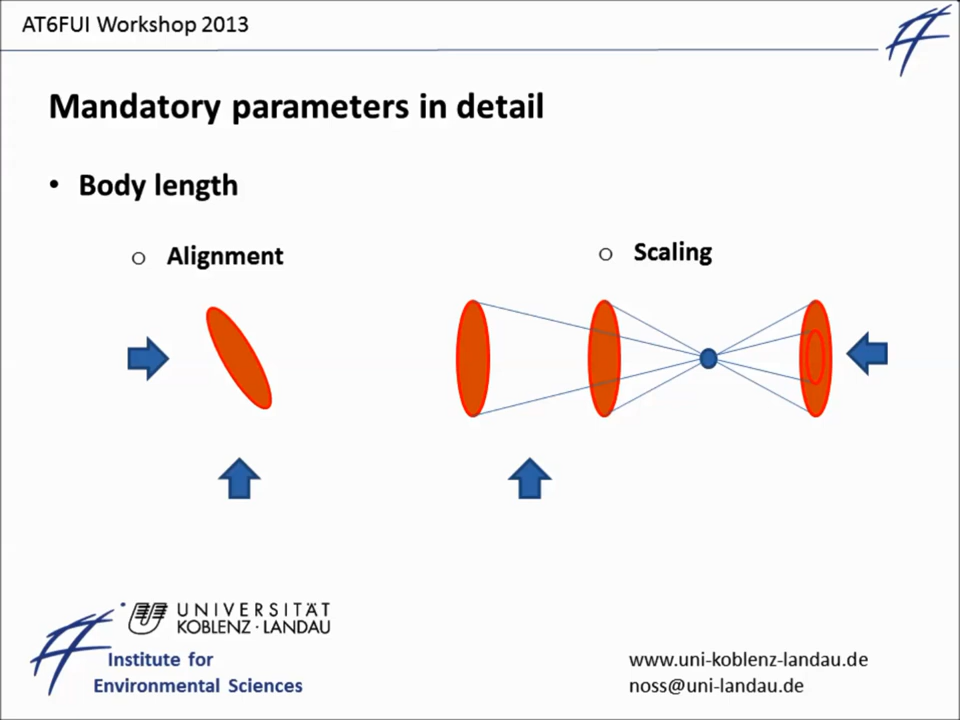 AT6FUI Workshop 2013
Mandatory parameters in detail
• Body length
o Alignment
o Scaling
UNIVERSITÄT
KOBLENZ · LANDAU
Institute for
Environmental Sciences
www.uni-koblenz-landau.de
noss@uni-landau.de